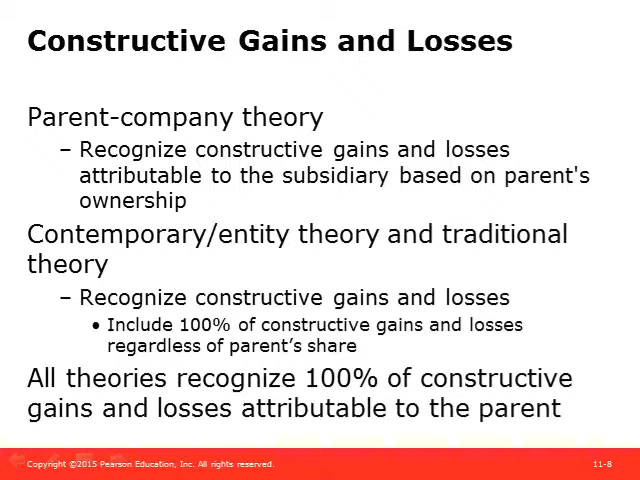 Constructive Gains and Losses
Parent-company theory
– Recognize constructive gains and losses
attributable to the subsidiary based on parent's
ownership
Contemporary/entity theory and traditional
theory
– Recognize constructive gains and losses
• Include 100% of constructive gains and losses
regardless of parent’s share
All theories recognize 100% of constructive
gains and losses attributable to the parent
Copyright ©2015 Pearson Education, Inc. All rights reserved.
11-8